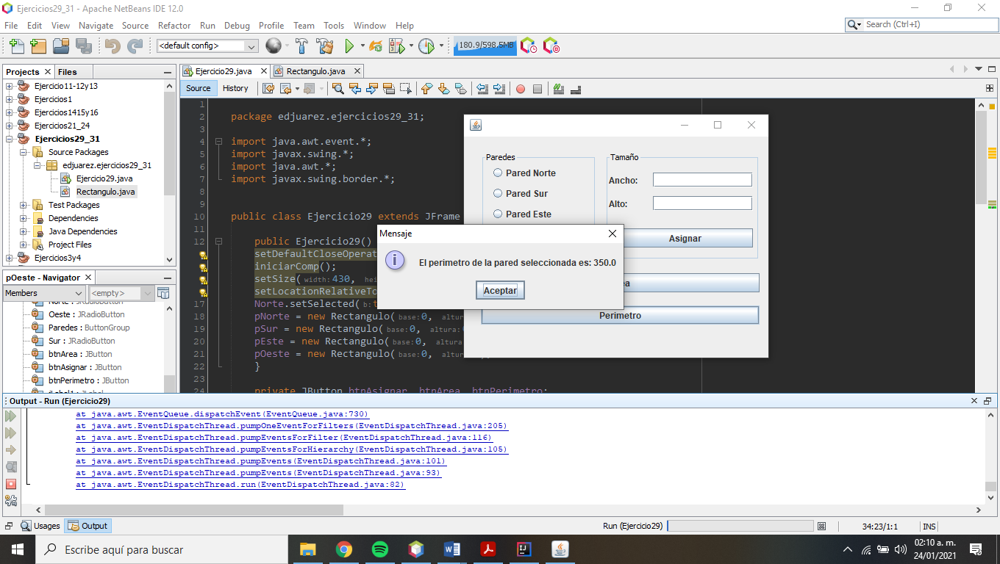 Ejercicios29_31 - Apache NetBeans IDE 12.0
File Edit View Navigate Source Refactor Run Debug Profile Team Tools Window Help
Search (Ctrl+I)
<default config>
180.9/598.5MB
Projects
Files
Ejercicio11-12y13
Ejercicios1
Ejercicios1415y16
Ejercicios21_24
Ejercicios29_31
Source Packages
edjuarez.ejercicios29_31
Ejercicio29.java
Rectangulo.java
Test Packages
Dependencies
Java Dependencies
Project Files
Ejercicios3y4
pOeste - Navigator
Members
<empty>
Norte : JRadioButton
Oeste : JRadioButton
Paredes : ButtonGroup
Sur : JRadioButton
btnArea : JButton
btnAsignar : JButton
btnPerimetro : JButton
jLabel1 : JLabel
Ejercicio29.java
Rectangulo.java
Source
History
1
2 package edjuarez.ejercicios29_31;
3
4 import java.awt.event.*;
5 import javax.swing.*;
6 import java.awt.*;
7 import javax.swing.border.*;
8
9
10 public class Ejercicio29 extends JFrame
11
12 public Ejercicio29()
setDefaultCloseOperat
iniciarComp();
setSize(width:430, hei
setLocationRelativeTo
17 Norte.setSelected(b:t
18 pNorte = new Rectangulo(base:0, altur
19 pSur = new Rectangulo(base:0, altura:
20 pEste = new Rectangulo(base:0, altura
21 pOeste = new Rectangulo(base:0, altur
22 }
23
24 private JButton btnAsignar, btnArea, btnPerimetro;
Paredes
Pared Norte
Pared Sur
Pared Este
Tamaño
Ancho:
Alto:
Asignar
ea
Perimetro
Mensaje
El perimetro de la pared seleccionada es: 350.0
Aceptar
Output - Run (Ejercicio29)
at java.awt.EventQueue.dispatchEvent(EventQueue.java:730)
at java.awt.EventDispatchThread.pumpOneEventForFilters(EventDispatchThread.java:205)
at java.awt.EventDispatchThread.pumpEventsForFilter(EventDispatchThread.java:116)
at java.awt.EventDispatchThread.pumpEventsForHierarchy(EventDispatchThread.java:105)
at java.awt.EventDispatchThread.pumpEvents(EventDispatchThread.java:101)
at java.awt.EventDispatchThread.pumpEvents(EventDispatchThread.java:93)
at java.awt.EventDispatchThread.run(EventDispatchThread.java:82)
Usages
Output
Run (Ejercicio29)
34:23/1:1
INS
Escribe aquí para buscar
02:10 a. m.
24/01/2021